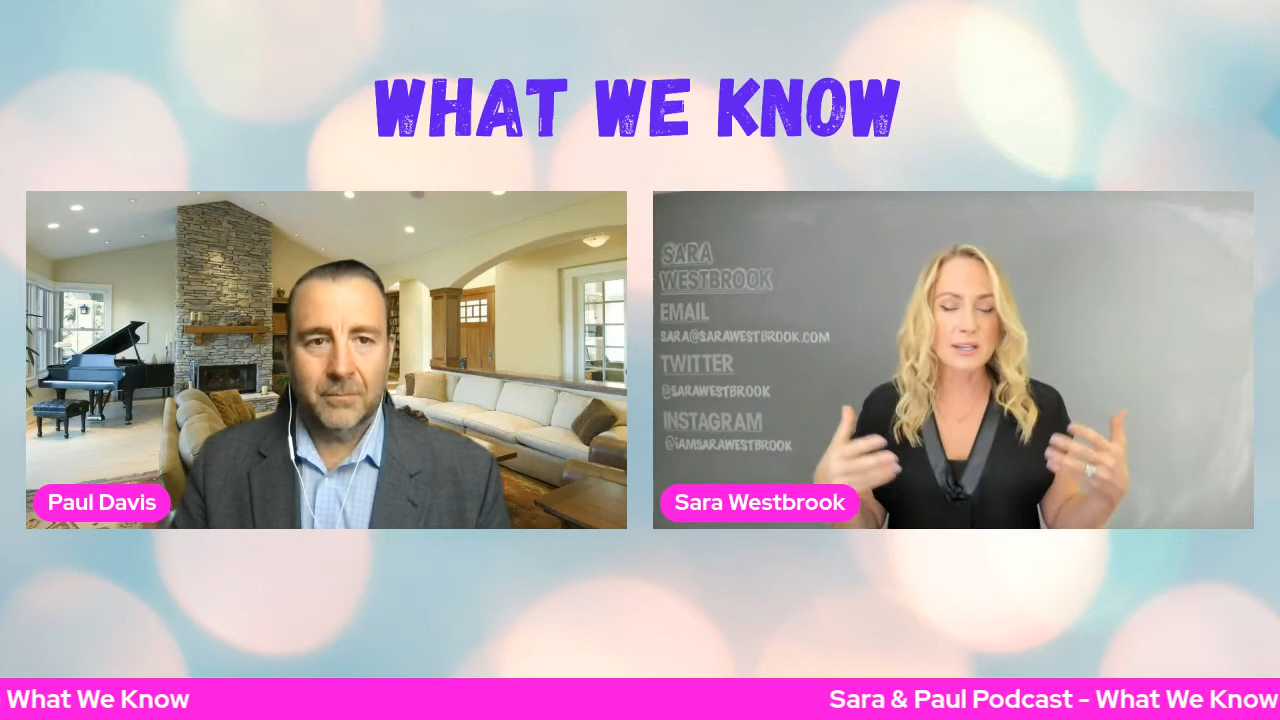 WHAT WE KNOW
SARA
WESTBROOK
EMAIL
SARA@SARAWESTBROOK.COM
TWITTER
@SARAWESTBROOK
INSTAGRAM
@iAMSARAWESTBROOK
Paul Davis
Sara Westbrook
What We Know
Sara & Paul Podcast - What We Know